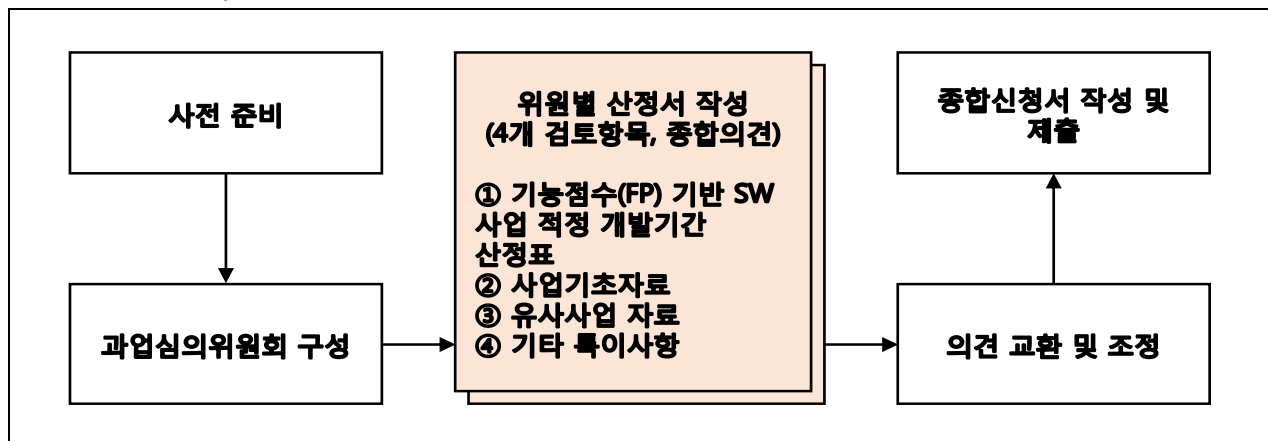 사전 준비
과업심의위원회 구성
위원별 산정서 작성
(4개 검토항목, 종합의견)
① 기능점수(FP) 기반 SW
사업 적정 개발기간
산정표
② 사업기초자료
③ 유사사업 자료
④ 기타 특이사항
의견 교환 및 조정
종합신청서 작성 및
제출